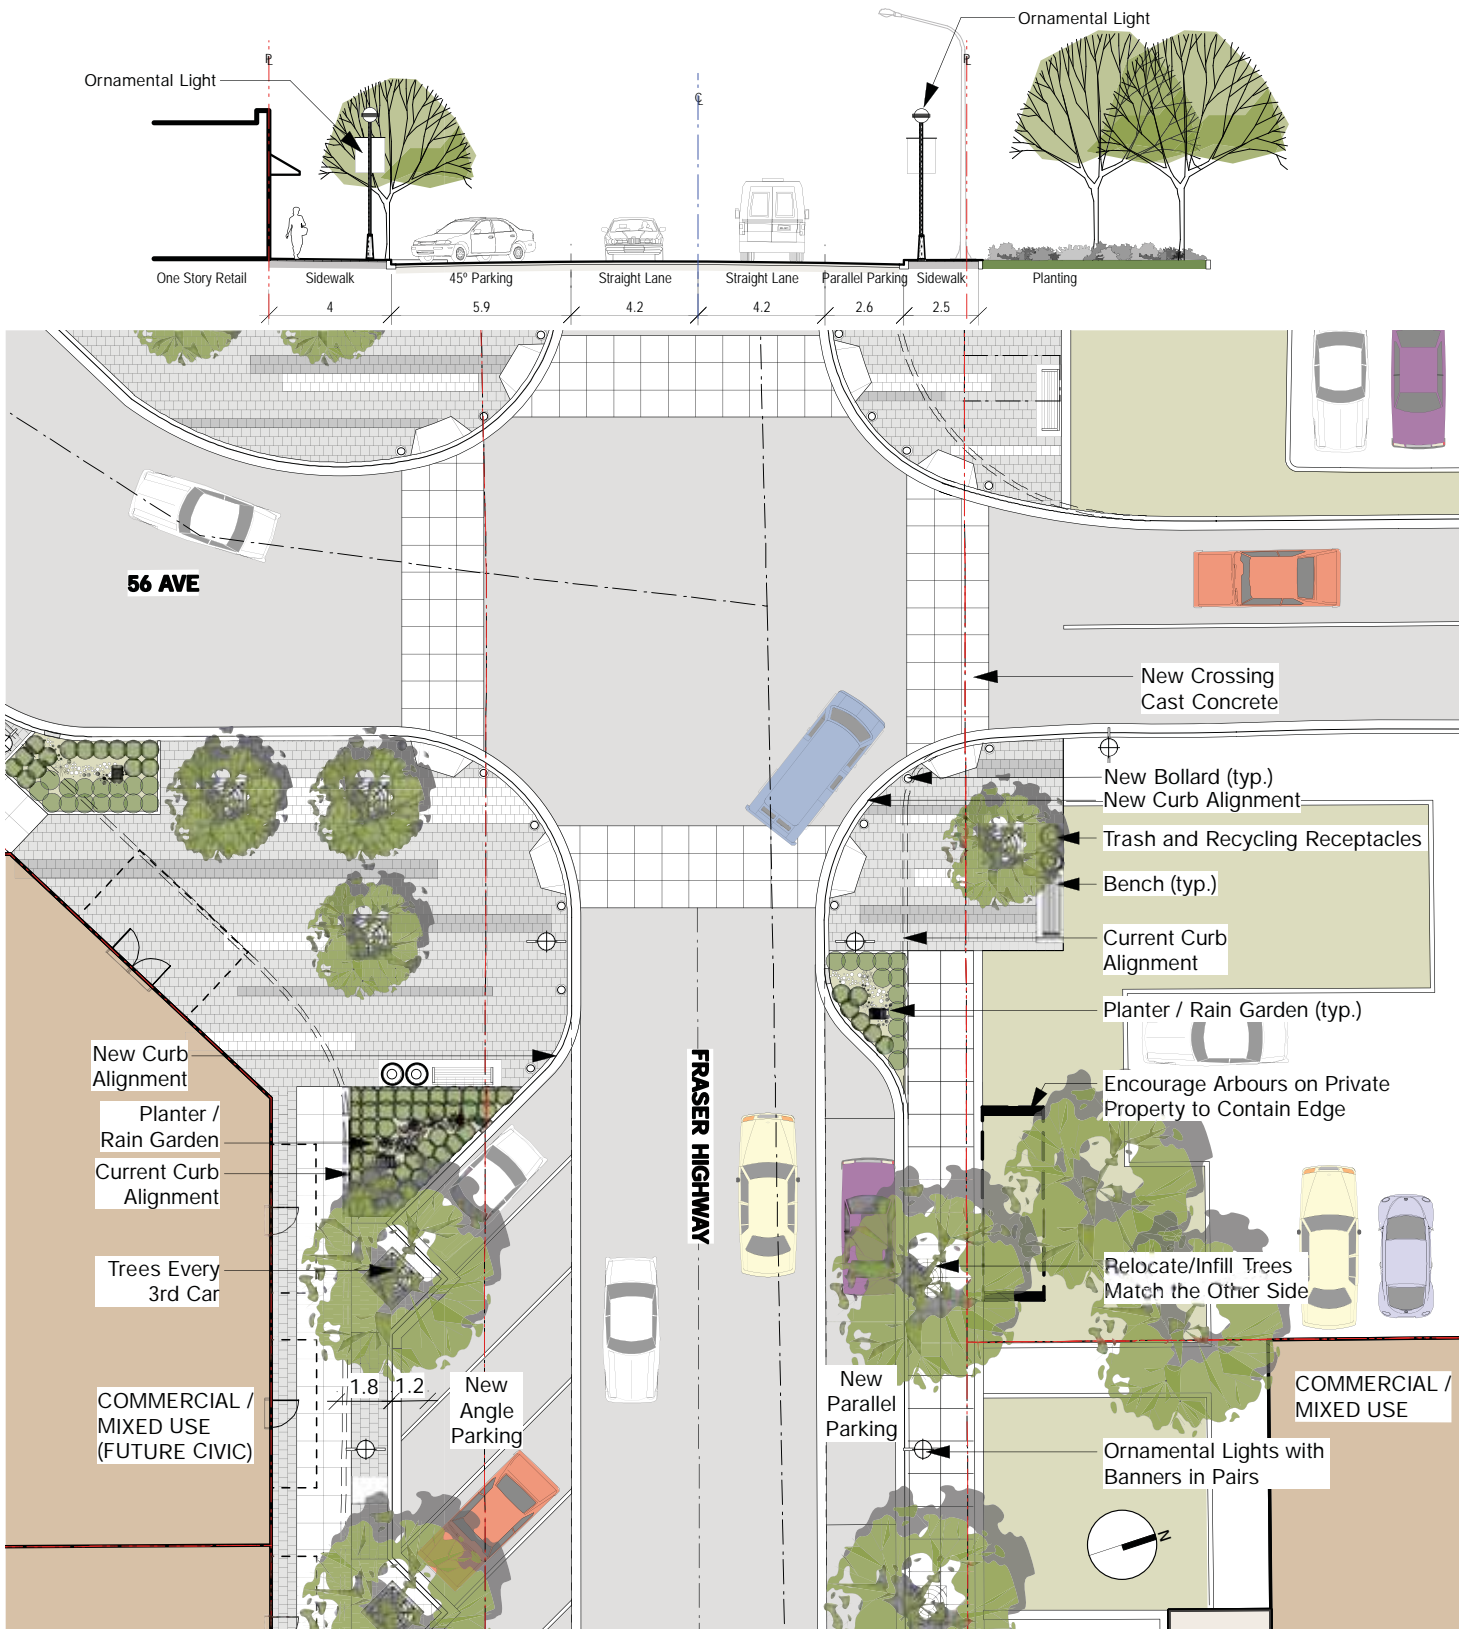 Ornamental Light
Ornamental Light
PL
PL
CL
One Story Retail
Sidewalk
45º Parking
Straight Lane
Straight Lane
Parallel Parking
Sidewalk
Planting
4
5.9
4.2
4.2
2.6
2.5
56 AVE
New Crossing
Cast Concrete
New Bollard (typ.)
New Curb Alignment
Trash and Recycling Receptacles
Bench (typ.)
Current Curb
Alignment
Planter / Rain Garden (typ.)
New Curb
Alignment
Planter /
Rain Garden
Current Curb
Alignment
FRASER HIGHWAY
Encourage Arbours on Private
Property to Contain Edge
Trees Every
3rd Car
Relocate/Infill Trees
Match the Other Side
1.8
1.2
New
Angle
Parking
New
Parallel
Parking
COMMERCIAL /
MIXED USE
(FUTURE CIVIC)
COMMERCIAL /
MIXED USE
Ornamental Lights with
Banners in Pairs
N